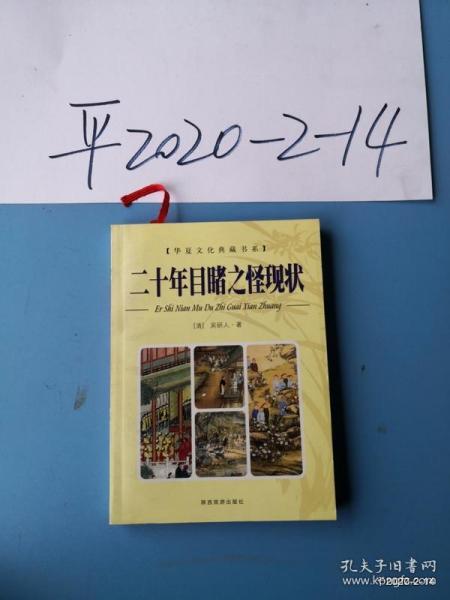 平2020-2-14
【华夏文化典藏书系】
二十年目睹之怪现状
Er Shi Nian Mu Du Zhi Guai Xian Zhuang
[清] 吴研人·著
陕西旅游出版社
孔夫子旧书网